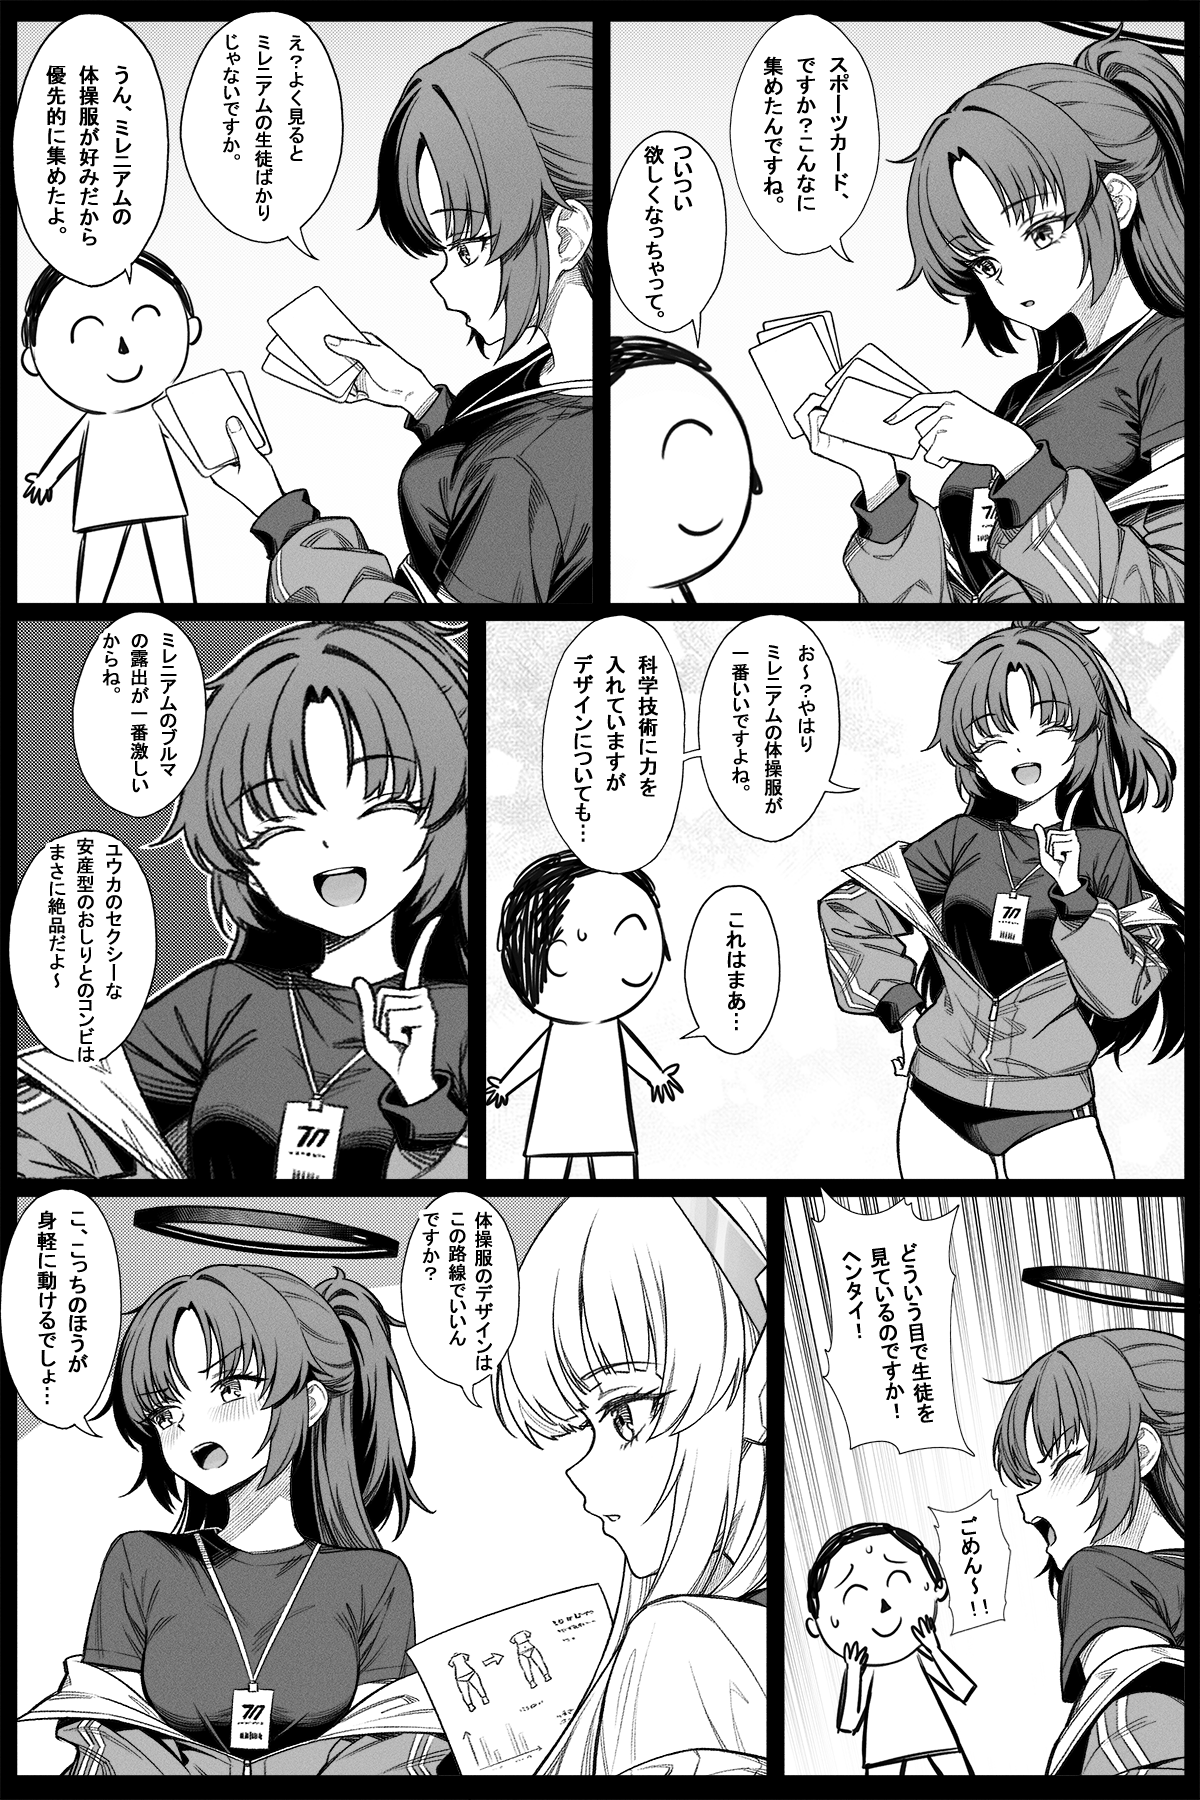 スポーツカード、
ですか？こんなに
集めたんですね。
ついつい
欲しくなっちゃって。
え？よく見ると
ミレニアムの生徒ばかり
じゃないですか。
うん、ミレニアムの
体操服が好みだから
優先的に集めたよ。
お～？やはり
ミレニアムの体操服が
一番いいですよね。
科学技術に力を
入れていますが
デザインについても…
これはまあ…
ミレニアムのブルマ
の露出が一番激しい
からね。
ユウカのセクシーな
安産型のおしりとのコンビは
まさに絶品だよ～
どういう目で生徒を
見ているのですか！
ヘンタイ！
ごめん～！！
体操服のデザインは
この路線でいいん
ですか？
こ、こっちのほうが
身軽に動けるでしょ…